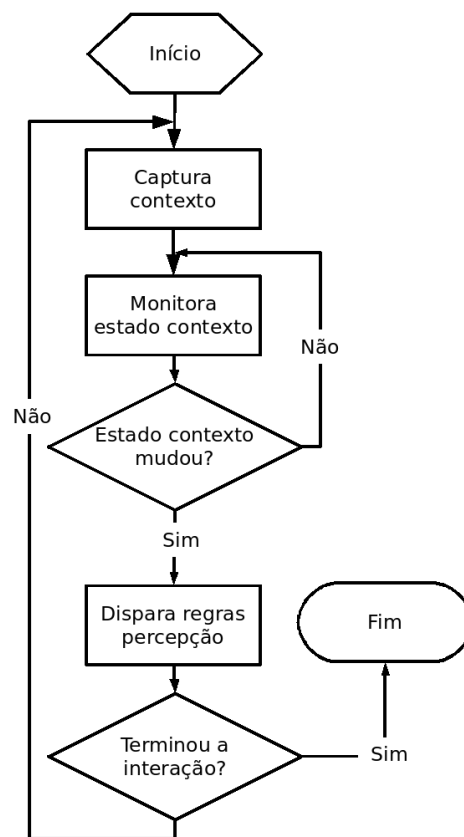 Início
Captura
contexto
Monitora
estado contexto
Não
Não
Estado contexto
mudou?
Sim
Dispara regras
percepção
Fim
Terminou a
interação?
Sim